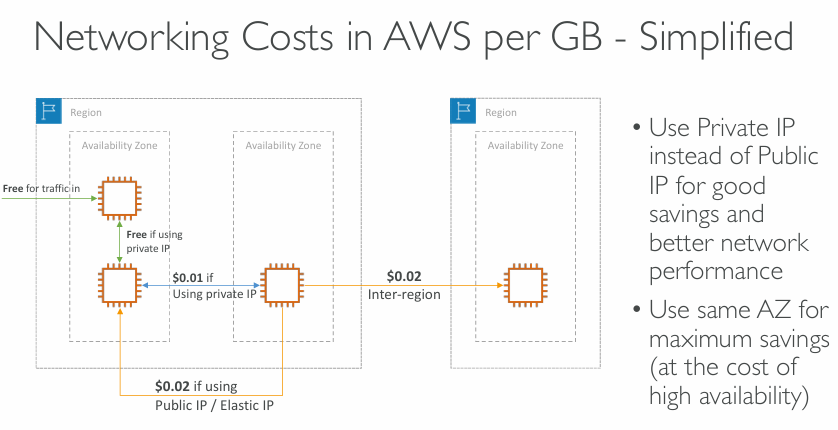 Networking Costs in AWS per GB - Simplified
Region
Availability Zone
Availability Zone
Free for traffic in
Free if using
private IP
$0.01 if
Using private IP
$0.02 if using
Public IP / Elastic IP
$0.02
Inter-region
Region
Availability Zone
• Use Private IP
instead of Public
IP for good
savings and
better network
performance
• Use same AZ for
maximum savings
(at the cost of
high availability)